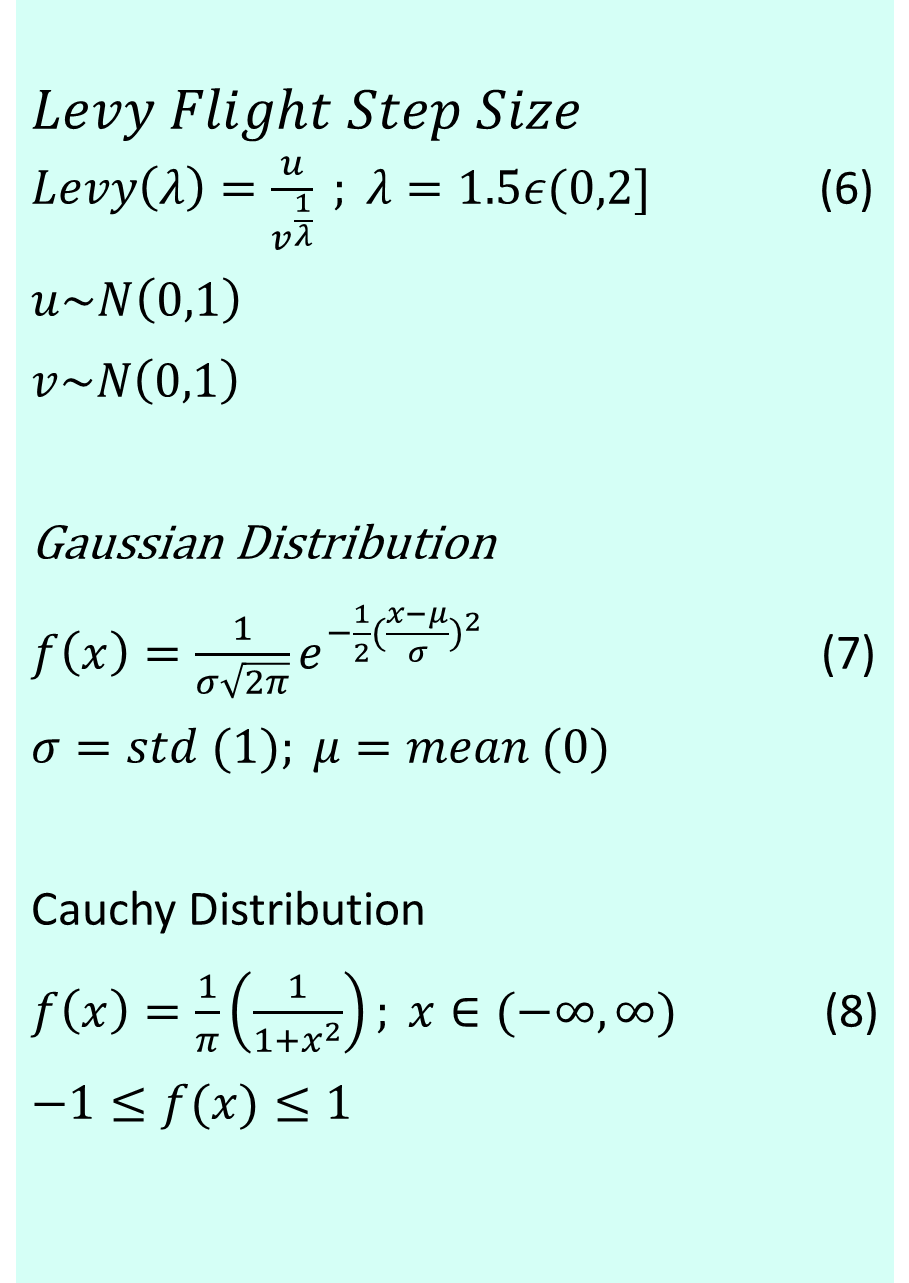 Levy Flight Step Size
Levy(λ) = u / v^(1/λ) ; λ = 1.5ϵ(0,2] (6)
u~N(0,1)
v~N(0,1)
Gaussian Distribution
f(x) = 1/(σ√2π) e^(−1/2((x−μ)/σ)^2) (7)
σ = std (1); μ = mean (0)
Cauchy Distribution
f(x) = 1/π (1/(1+x²)) ; x ∈ (−∞,∞) (8)
−1 ≤ f(x) ≤ 1